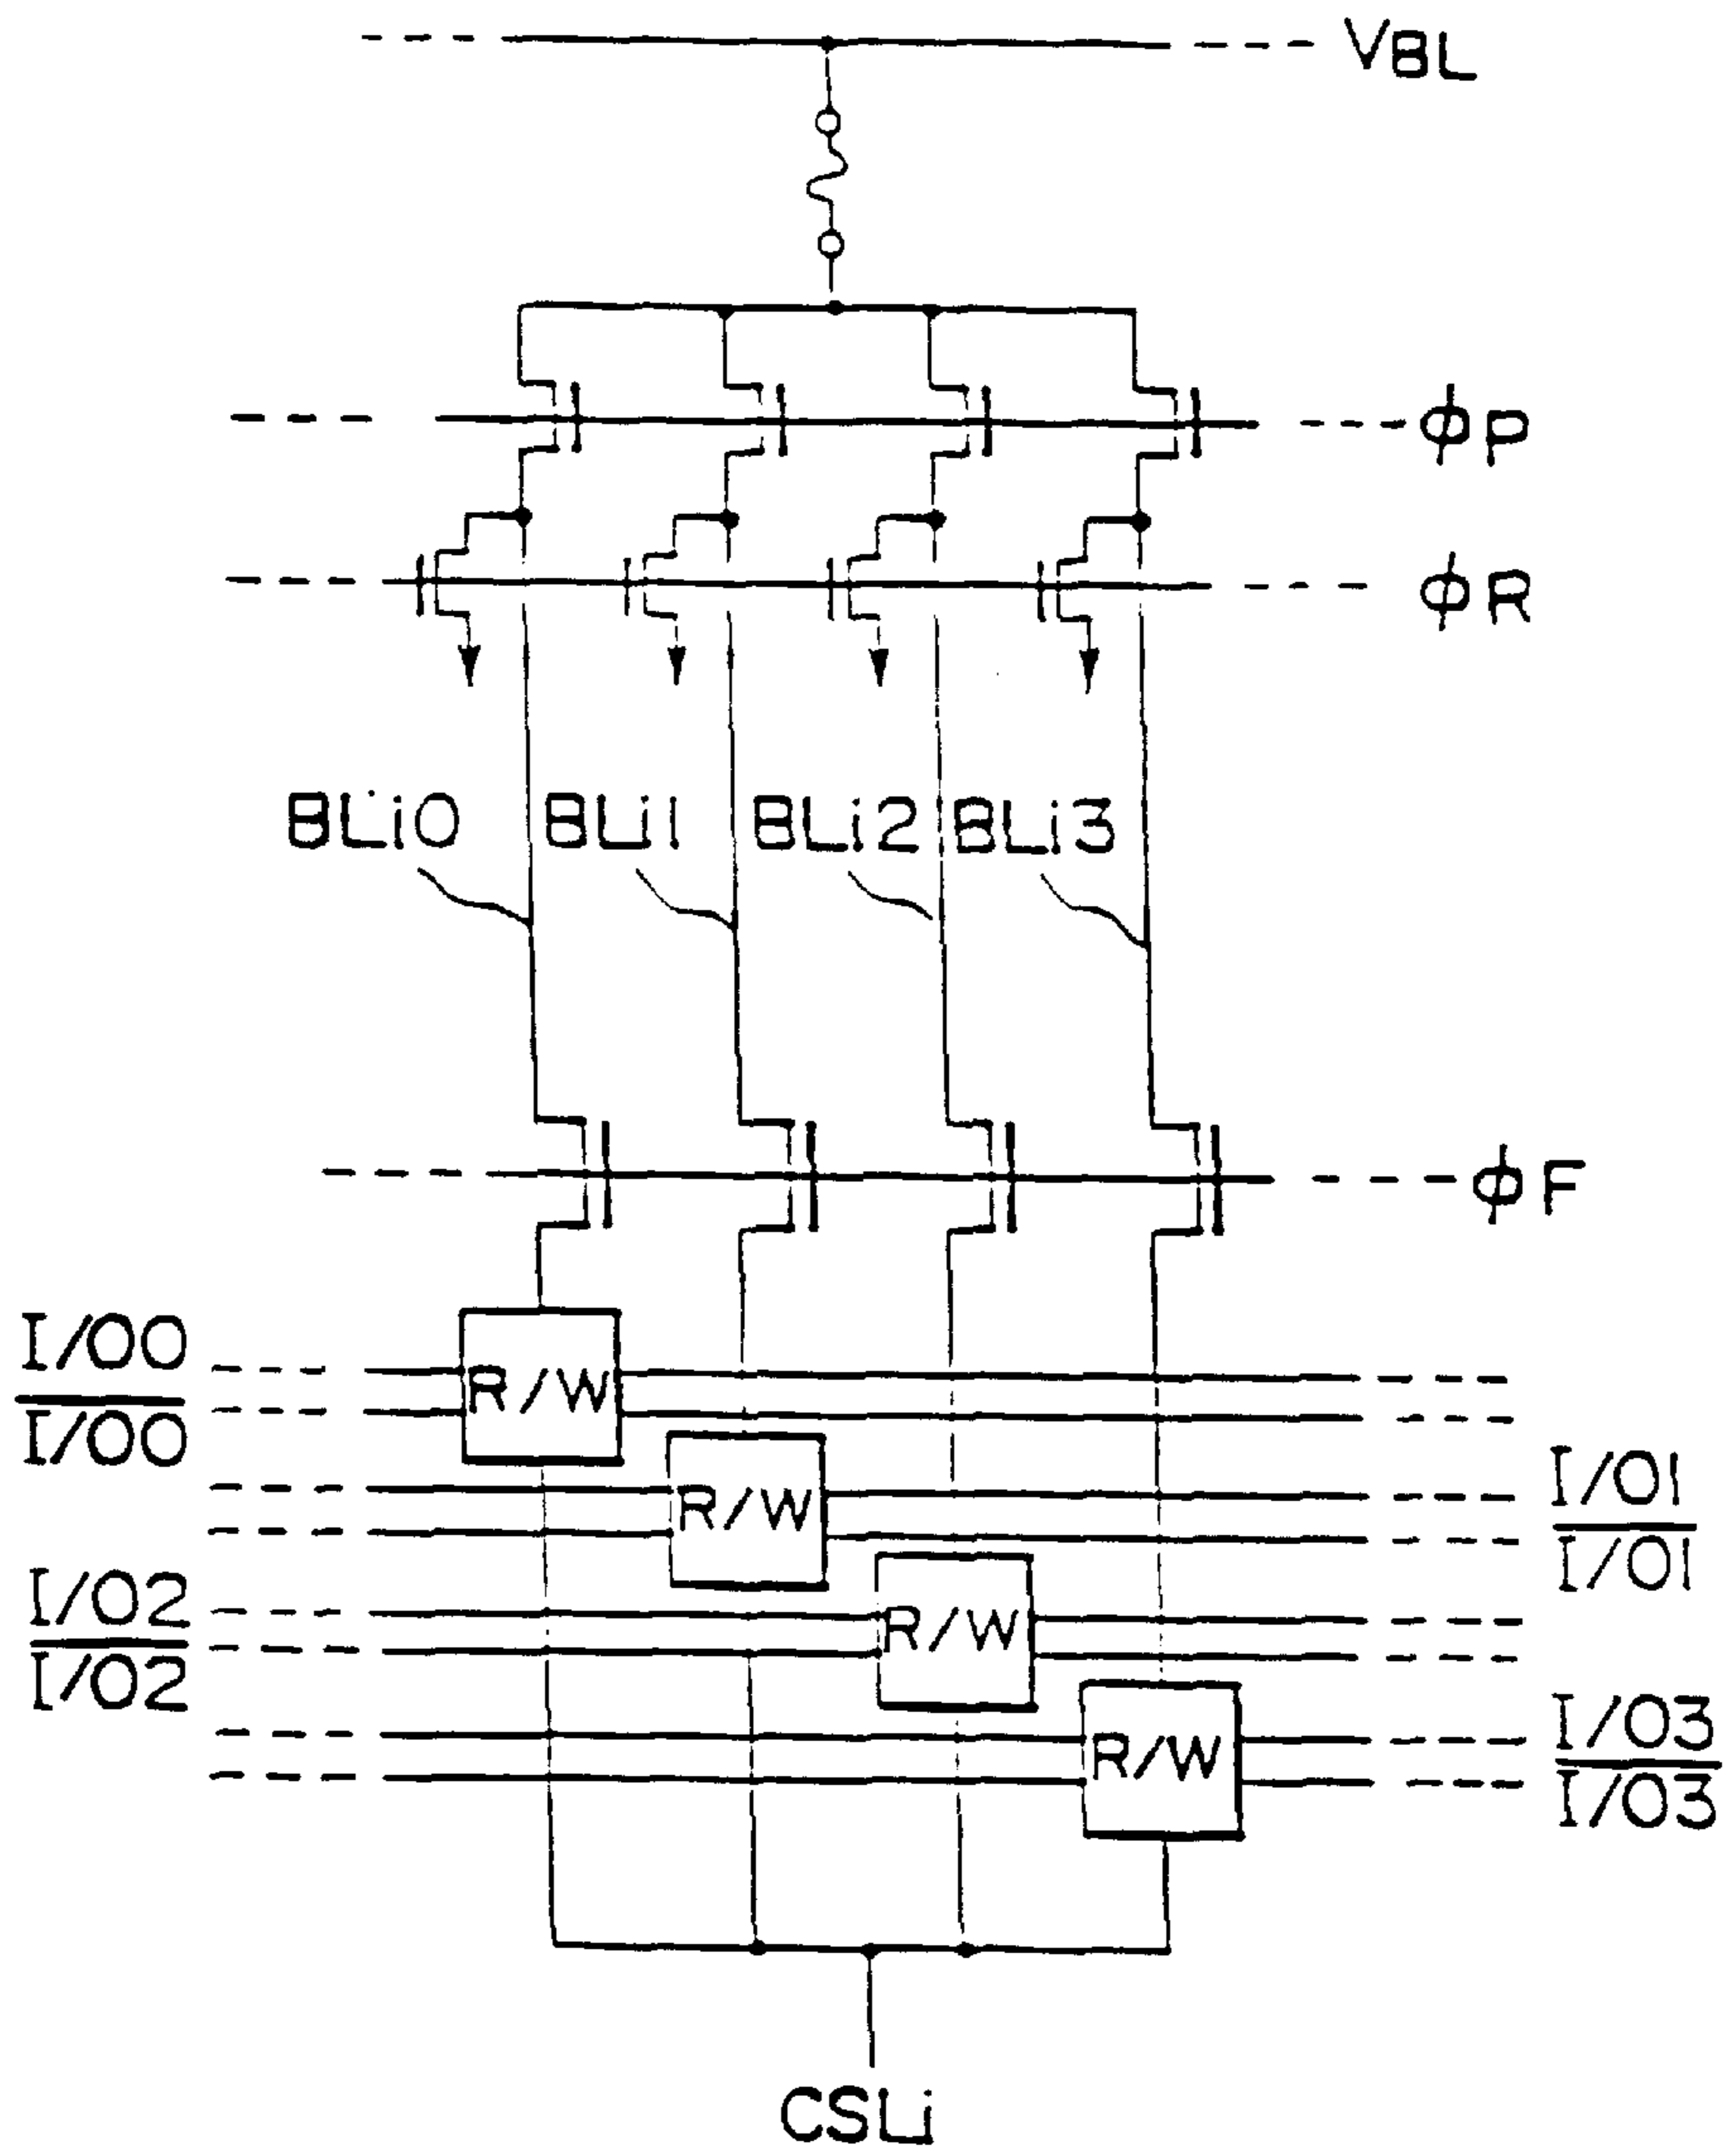 VBL
ϕP
ϕR
BLi0 BLi1 BLi2 BLi3
ϕF
I/O0
I/O0
R/W
I/O1
I/O1
R/W
I/O2
I/O2
R/W
I/O3
I/O3
R/W
CSLi